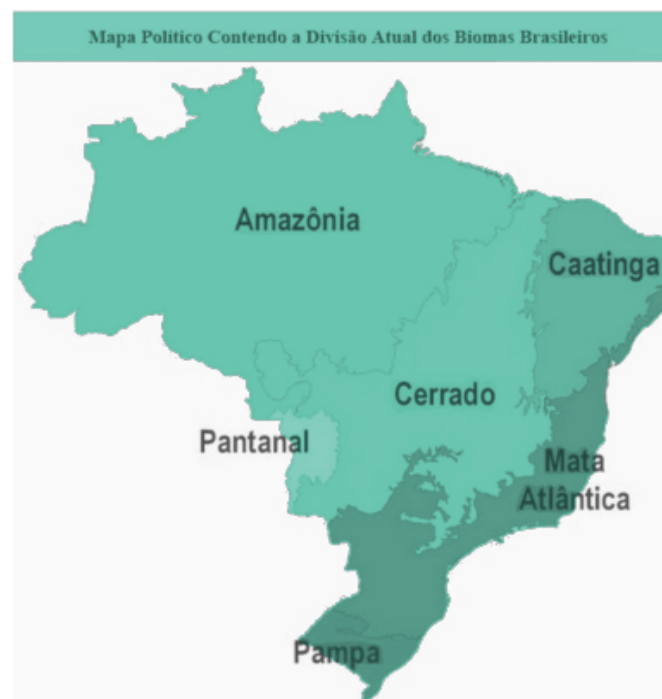 Mapa Político Contendo a Divisão Atual dos Biomas Brasileiros
Amazônia
Caatinga
Cerrado
Pantanal
Mata
Atlântica
Pampa